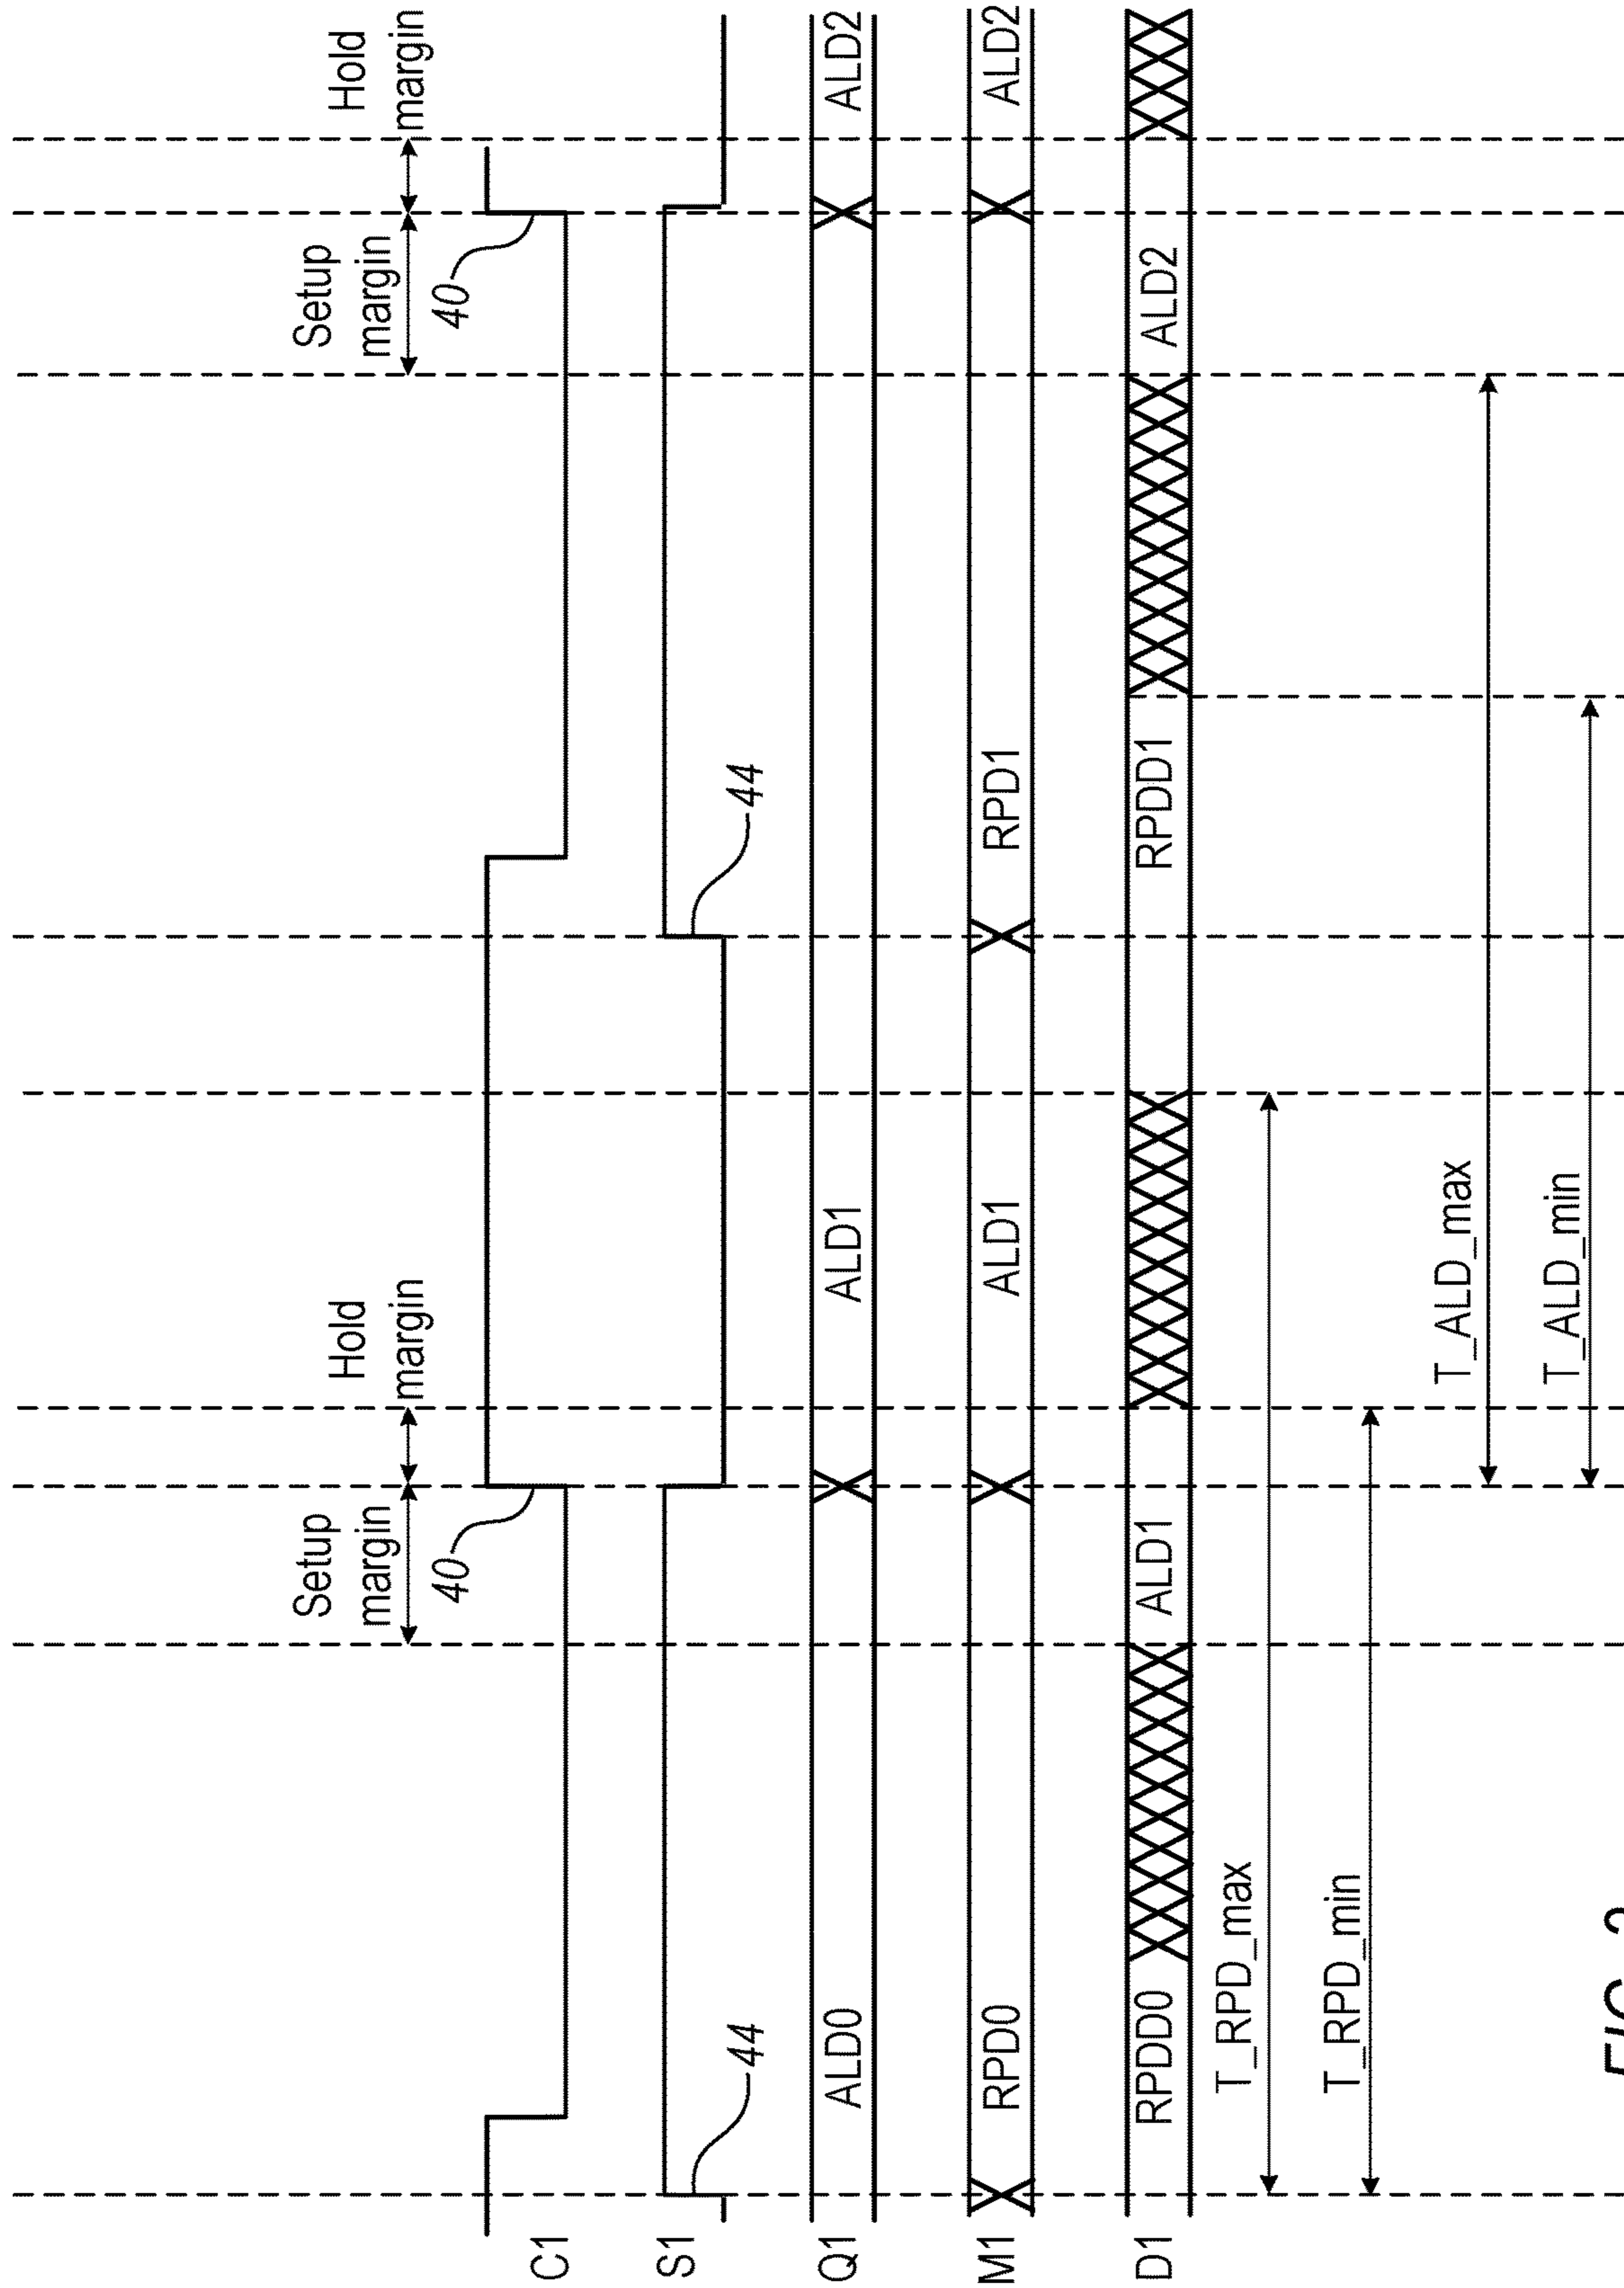 Setup
margin
Hold
margin
Setup
margin
Hold
margin
40
40
C1
44
44
S1
Q1 ALD0 ALD1 ALD2
M1 RPD0 ALD1 RPD1 ALD2
D1 RPDD0 ALD1 RPDD1 ALD2
T_RPD_max
T_RPD_min
T_ALD_max
T_ALD_min
FIG.